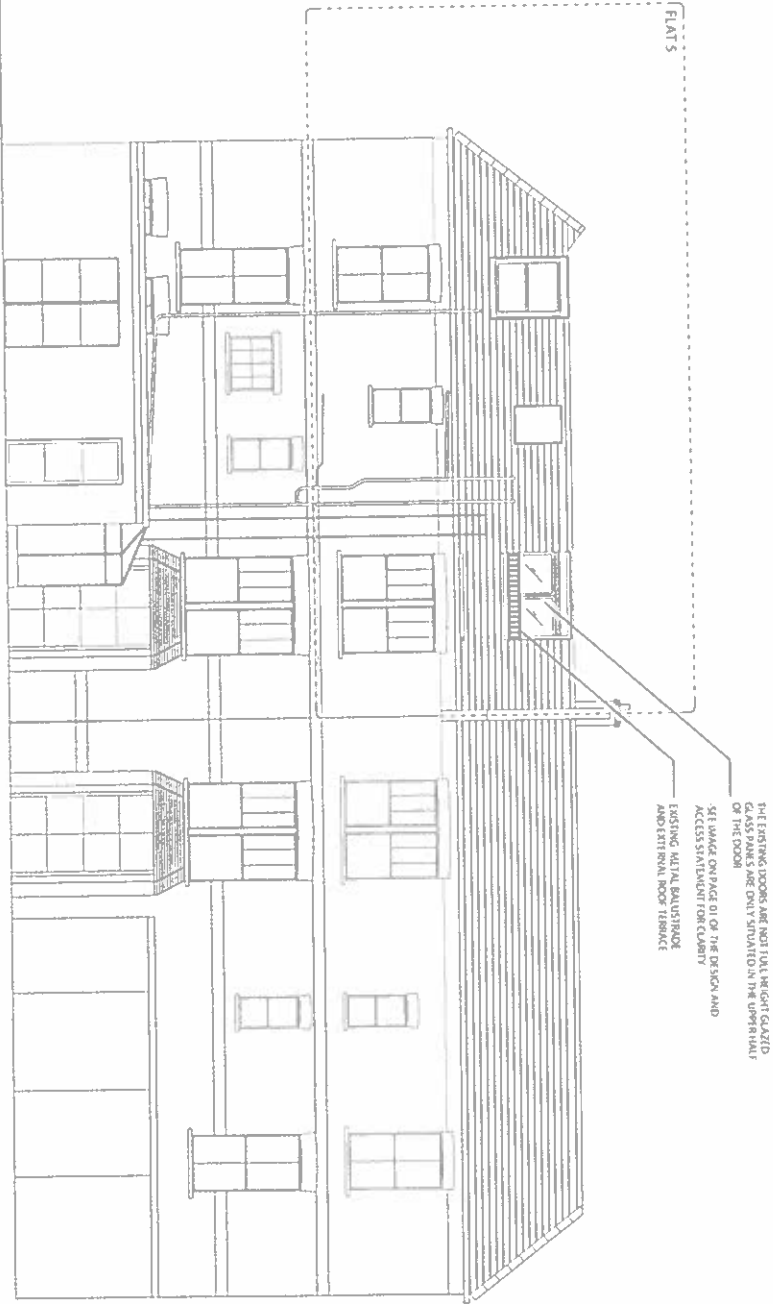 FLAT 5
THE EXISTING DOORS ARE NOT FULL HEIGHT GLAZED
GLASS PANELS ARE ONLY SITUATED IN THE UPPER HALF
OF THE DOOR
SEE IMAGE ON PAGE 01 OF THE DESIGN AND
ACCESS STATEMENT FOR CLARITY
EXISTING METAL BALUSTRADE
AND EXTERNAL ROOF TERRACE